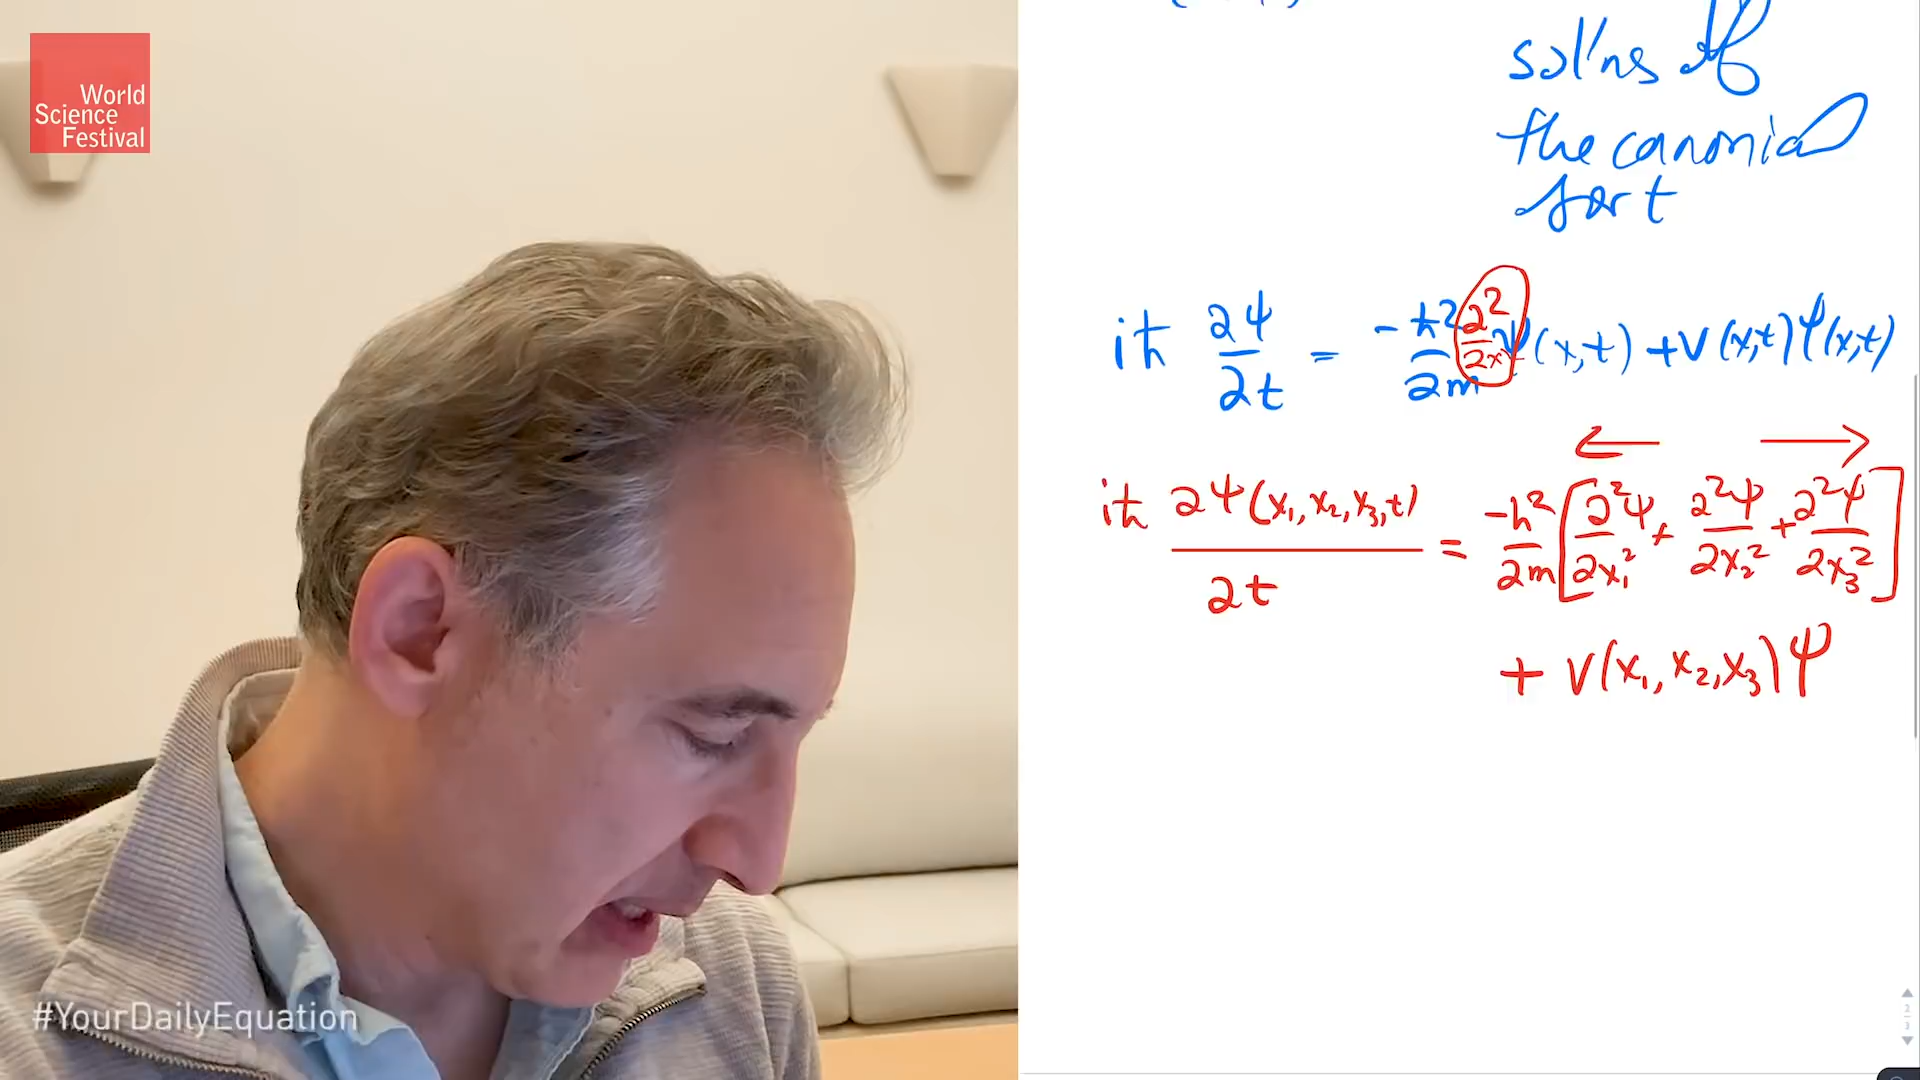 World
Science
Festival
sol'ns of
the canonical
sort
iħ ∂ψ/∂t = -ħ²/2m ∂²/∂x ψ(x,t) + V(x,t)ψ(x,t)
iħ ∂ψ(x₁,x₂,x₃,t)/∂t = -ħ²/2m [∂²ψ/∂x₁² + ∂²ψ/∂x₂² + ∂²ψ/∂x₃²]
+ V(x₁,x₂,x₃)ψ
#YourDailyEquation